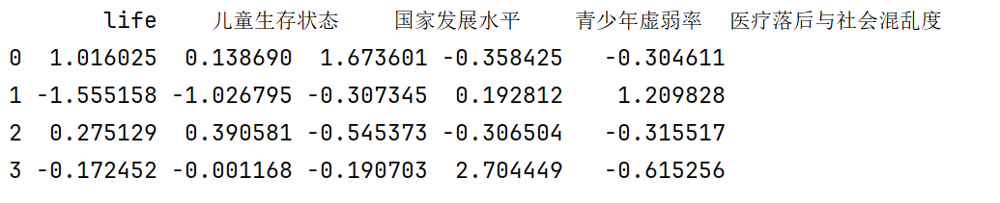 life 儿童生存状态 国家发展水平 青少年虚弱率 医疗落后与社会混乱度
0 1.016025 0.138690 1.673601 -0.358425 -0.304611
1 -1.555158 -1.026795 -0.307345 0.192812 1.209828
2 0.275129 0.390581 -0.545373 -0.306504 -0.315517
3 -0.172452 -0.001168 -0.190703 2.704449 -0.615256